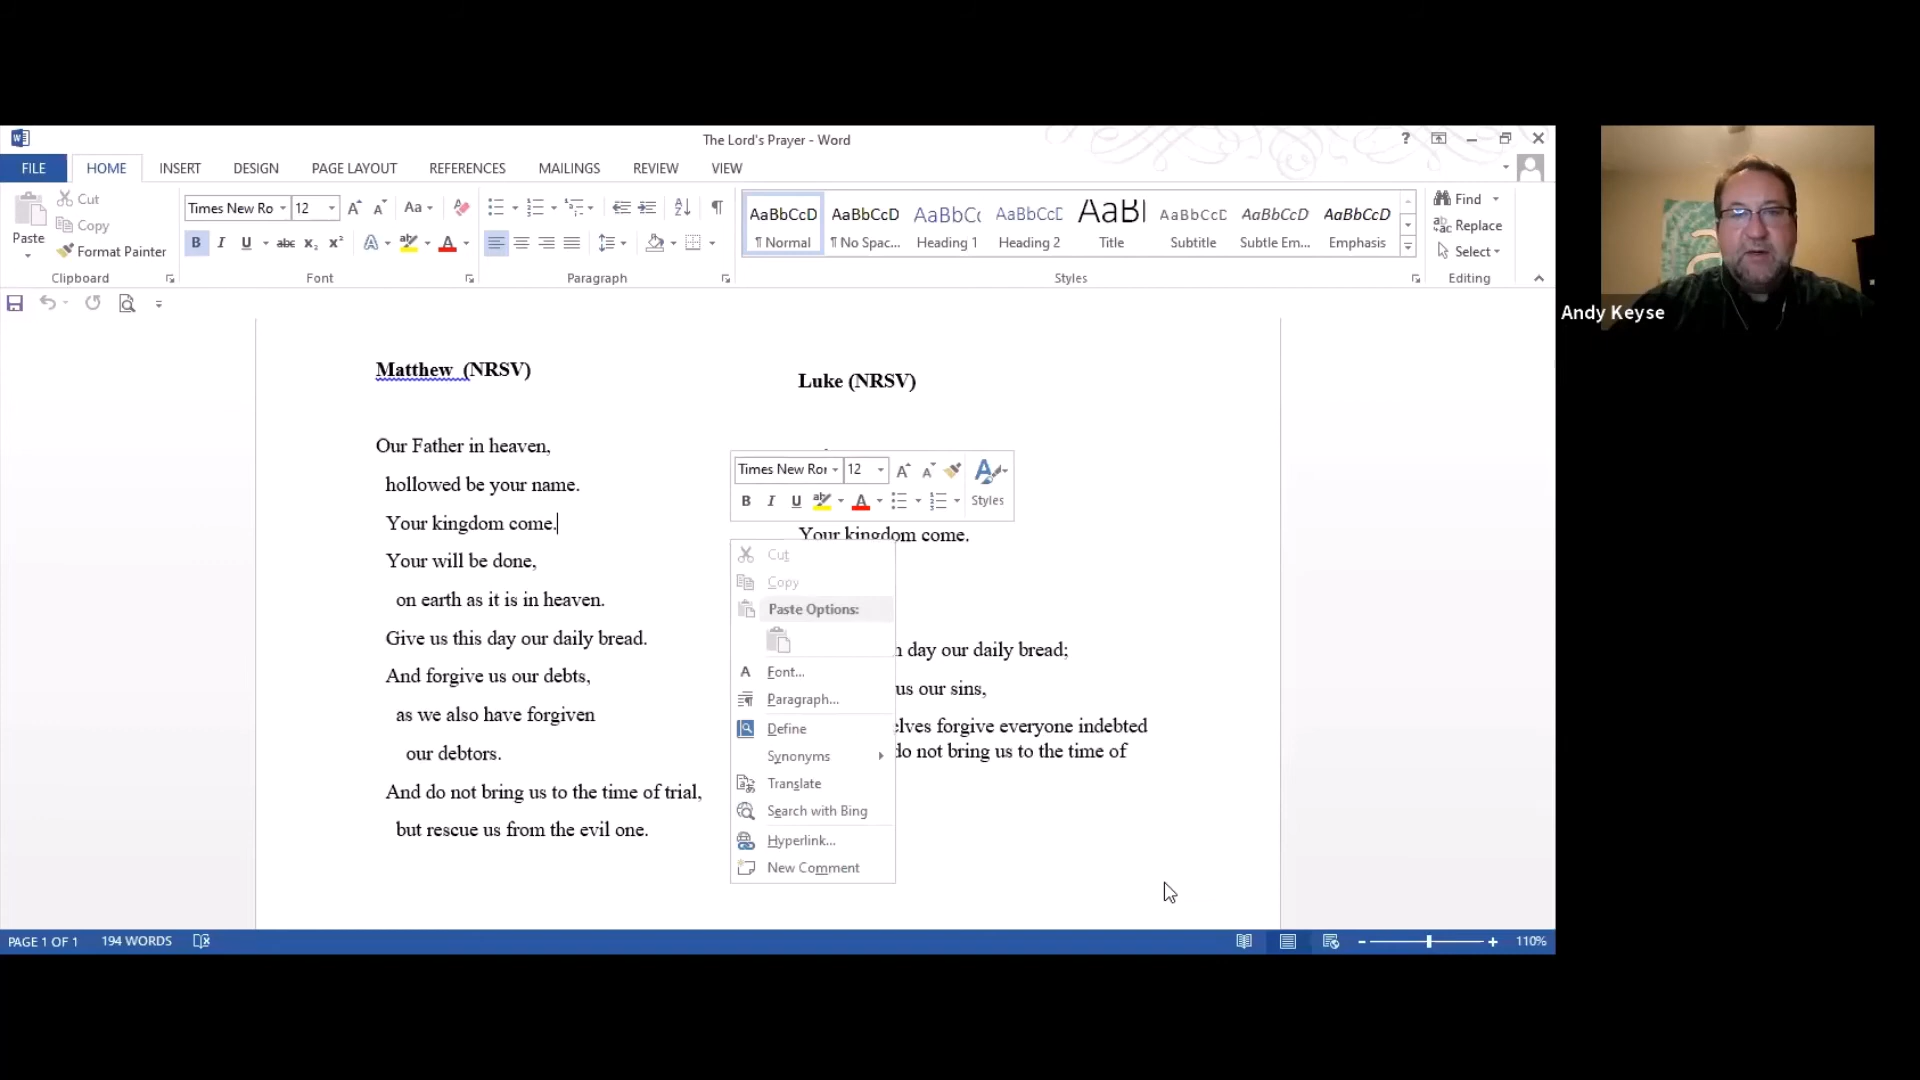 The Lord's Prayer - Word
FILE HOME INSERT DESIGN PAGE LAYOUT REFERENCES MAILINGS REVIEW VIEW
Cut
Copy
Format Painter
Paste
Clipboard
Times New Ro 12
Font
Paragraph
AaBbCcD AaBbCcD AaBbC AaBbCcD AaB AaBbCcD AaBbCcD AaBbCcD
¶ Normal ¶ No Spac... Heading 1 Heading 2 Title Subtitle Subtle Em... Emphasis
Styles
Find
Replace
Select
Editing
Andy Keyse
Matthew (NRSV)
Our Father in heaven,
hollowed be your name.
Your kingdom come.
Your will be done,
on earth as it is in heaven.
Give us this day our daily bread.
And forgive us our debts,
as we also have forgiven
our debtors.
And do not bring us to the time of trial,
but rescue us from the evil one.
Luke (NRSV)
Your kingdom come.
day our daily bread;
us our sins,
elves forgive everyone indebted
do not bring us to the time of
Times New Ror 12
B I U Styles
Cut
Copy
Paste Options:
Font...
Paragraph...
Define
Synonyms
Translate
Search with Bing
Hyperlink...
New Comment
PAGE 1 OF 1 194 WORDS 110%